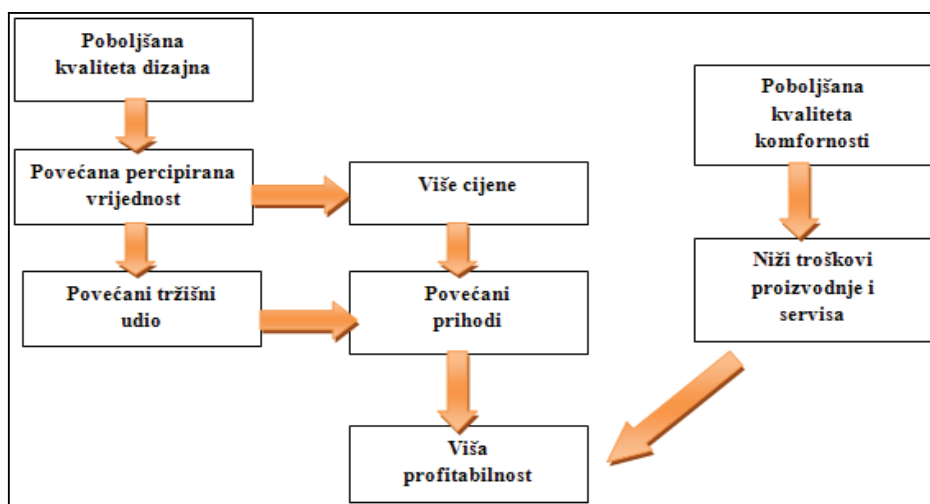 Poboljšana
kvaliteta dizajna
Poboljšana
kvaliteta
komfornosti
Povećana percipirana
vrijednost
Više cijene
Povećani tržišni
udio
Povećani
prihodi
Niži troškovi
proizvodnje i
servisa
Viša
profitabilnost